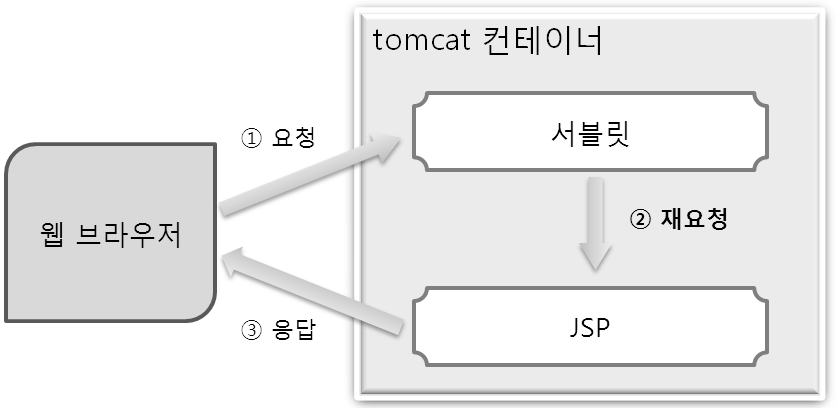 tomcat 컨테이너
서블릿
① 요청
② 재요청
웹 브라우저
③ 응답
JSP